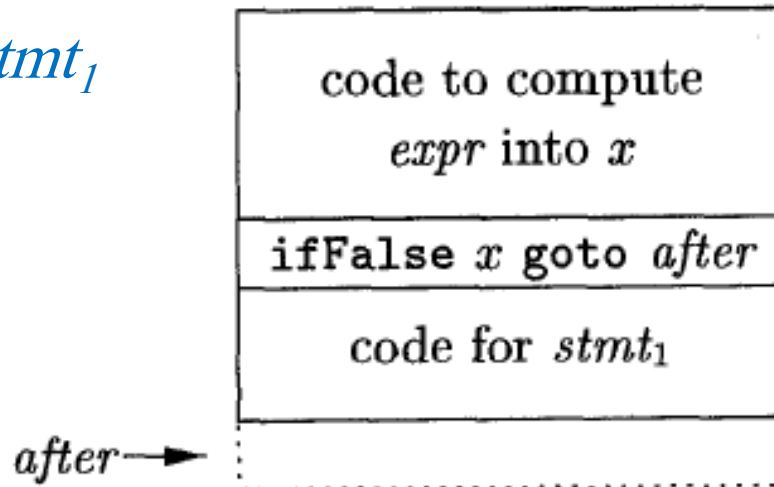 tmt₁
code to compute
expr into x
ifFalse x goto after
code for stmt₁
after